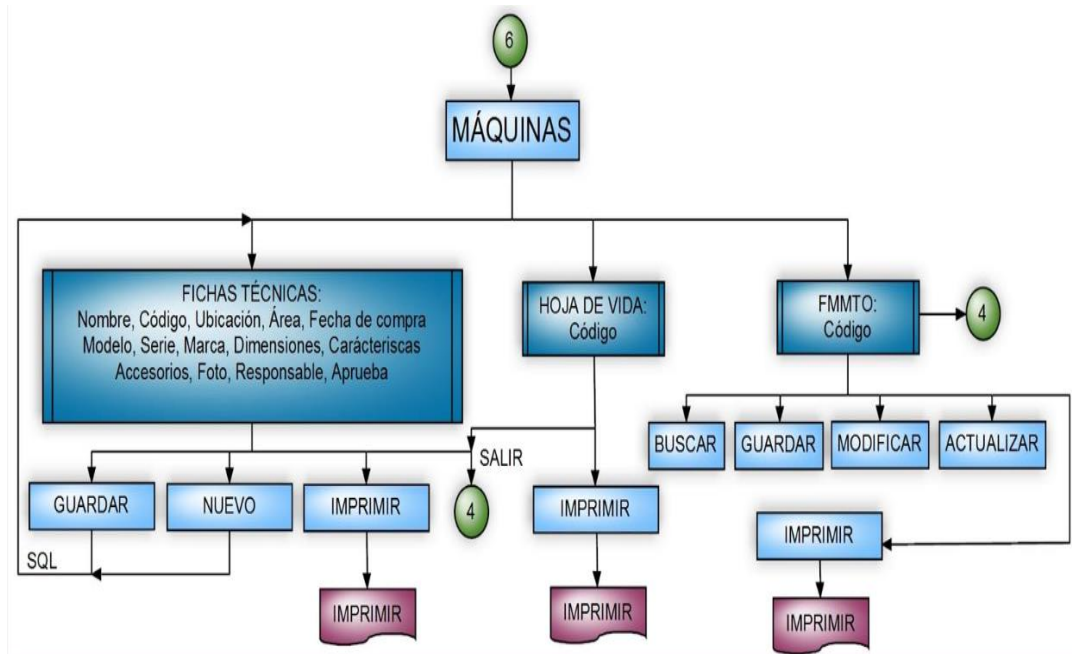 6
MÁQUINAS
FICHAS TÉCNICAS:
Nombre, Código, Ubicación, Área, Fecha de compra
Modelo, Serie, Marca, Dimensiones, Carácteriscas
Accesorios, Foto, Responsable, Aprueba
HOJA DE VIDA:
Código
FMMTO:
Código
4
BUSCAR
GUARDAR
MODIFICAR
ACTUALIZAR
SALIR
GUARDAR
NUEVO
IMPRIMIR
4
IMPRIMIR
IMPRIMIR
SQL
IMPRIMIR
IMPRIMIR
IMPRIMIR